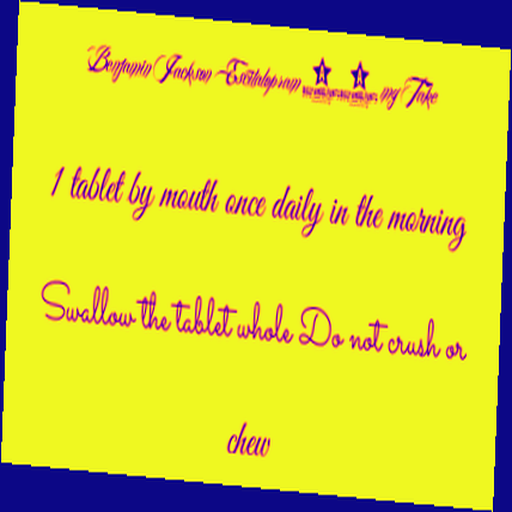 Benjamin Jackson - Escitalopram mg Take
1 tablet by mouth once daily in the morning
Swallow the tablet whole Do not crush or
chew